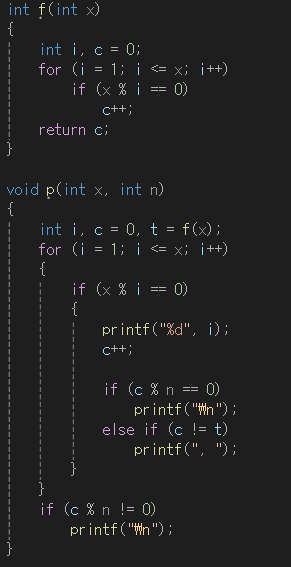 int f(int x)
{
    int i, c = 0;
    for (i = 1; i <= x; i++)
        if (x % i == 0)
            c++;
    return c;
}

void p(int x, int n)
{
    int i, c = 0, t = f(x);
    for (i = 1; i <= x; i++)
    {
        if (x % i == 0)
        {
            printf("%d", i);
            c++;

            if (c % n == 0)
                printf("₩n");
            else if (c != t)
                printf(", ");
        }
    }
    if (c % n != 0)
        printf("₩n");
}